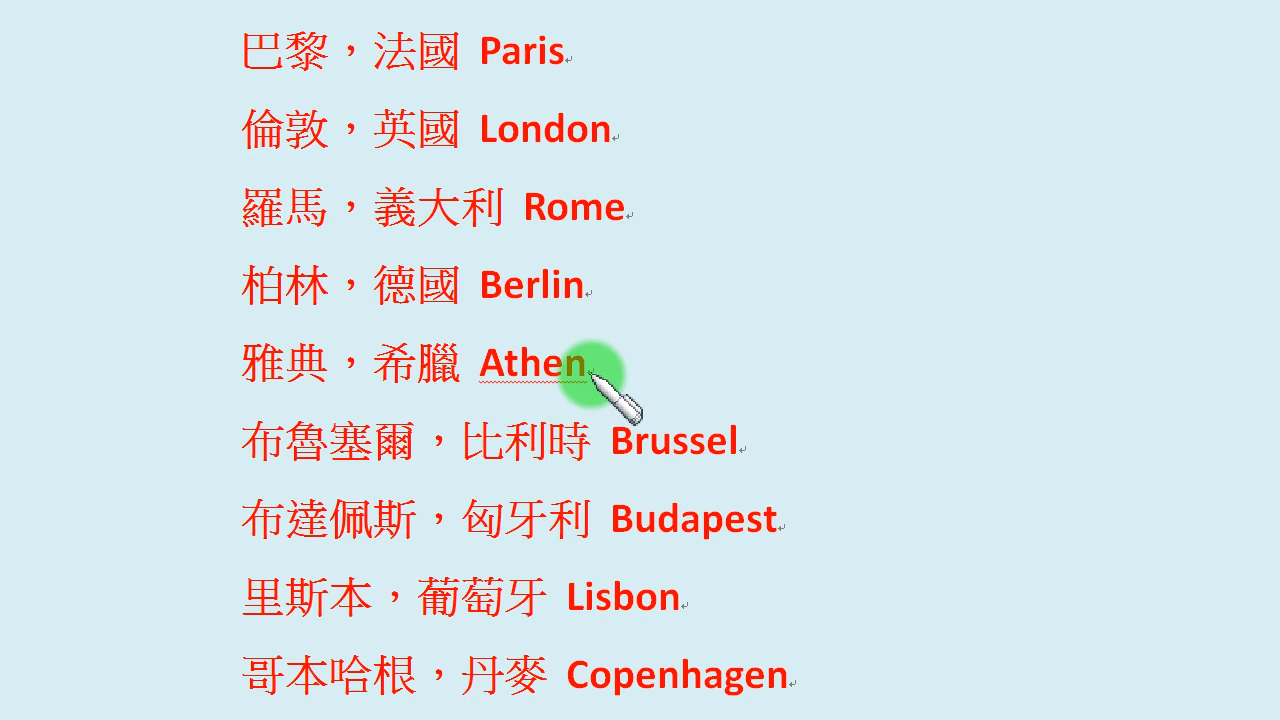 巴黎，法國 Paris
倫敦，英國 London
羅馬，義大利 Rome
柏林，德國 Berlin
雅典，希臘 Athen
布魯塞爾，比利時 Brussel
布達佩斯，匈牙利 Budapest
里斯本，葡萄牙 Lisbon
哥本哈根，丹麥 Copenhagen